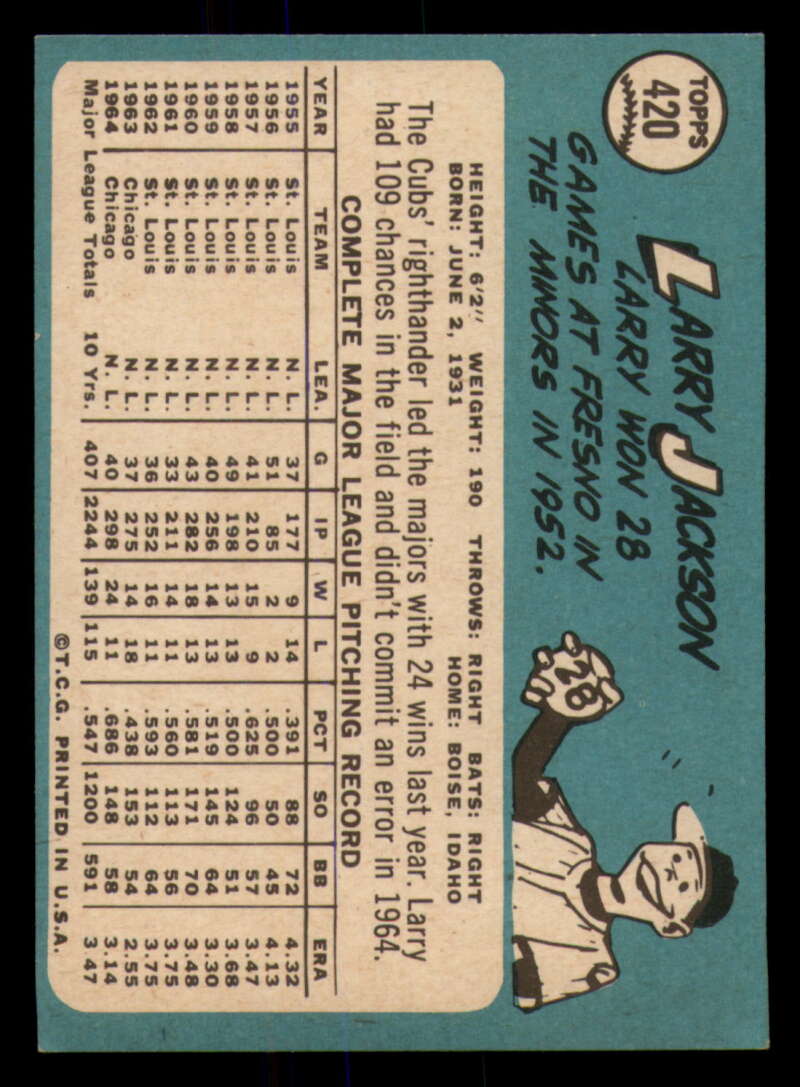 TOPPS
420
LARRY JACKSON
LARRY WON 28
GAMES AT FRESNO IN
THE MINORS IN 1952.
28
HEIGHT: 6'2" WEIGHT: 190 THROWS: RIGHT BATS: RIGHT
BORN: JUNE 2, 1931 HOME: BOISE, IDAHO
The Cubs' righthander led the majors with 24 wins last year. Larry
had 109 chances in the field and didn't commit an error in 1964.
COMPLETE MAJOR LEAGUE PITCHING RECORD
YEAR TEAM LEA. G IP W L PCT SO BB ERA
1955 St. Louis N. L. 37 177 9 14 .391 88 72 4.32
1956 St. Louis N. L. 51 85 2 2 .500 50 45 4.13
1957 St. Louis N. L. 41 210 15 9 .625 96 57 3.47
1958 St. Louis N. L. 49 198 13 13 .500 124 51 3.68
1959 St. Louis N. L. 40 256 14 13 .519 145 64 3.30
1960 St. Louis N. L. 43 282 18 13 .581 171 70 3.48
1961 St. Louis N. L. 33 211 14 11 .560 113 56 3.75
1962 St. Louis N. L. 36 252 16 11 .593 112 64 3.75
1963 Chicago N. L. 37 275 14 18 .438 153 54 2.55
1964 Chicago N. L. 40 298 24 11 .686 148 58 3.14
Major League Totals 10 Yrs. 407 2244 139 115 .547 1200 591 3.47
©T.C.G. PRINTED IN U.S.A.